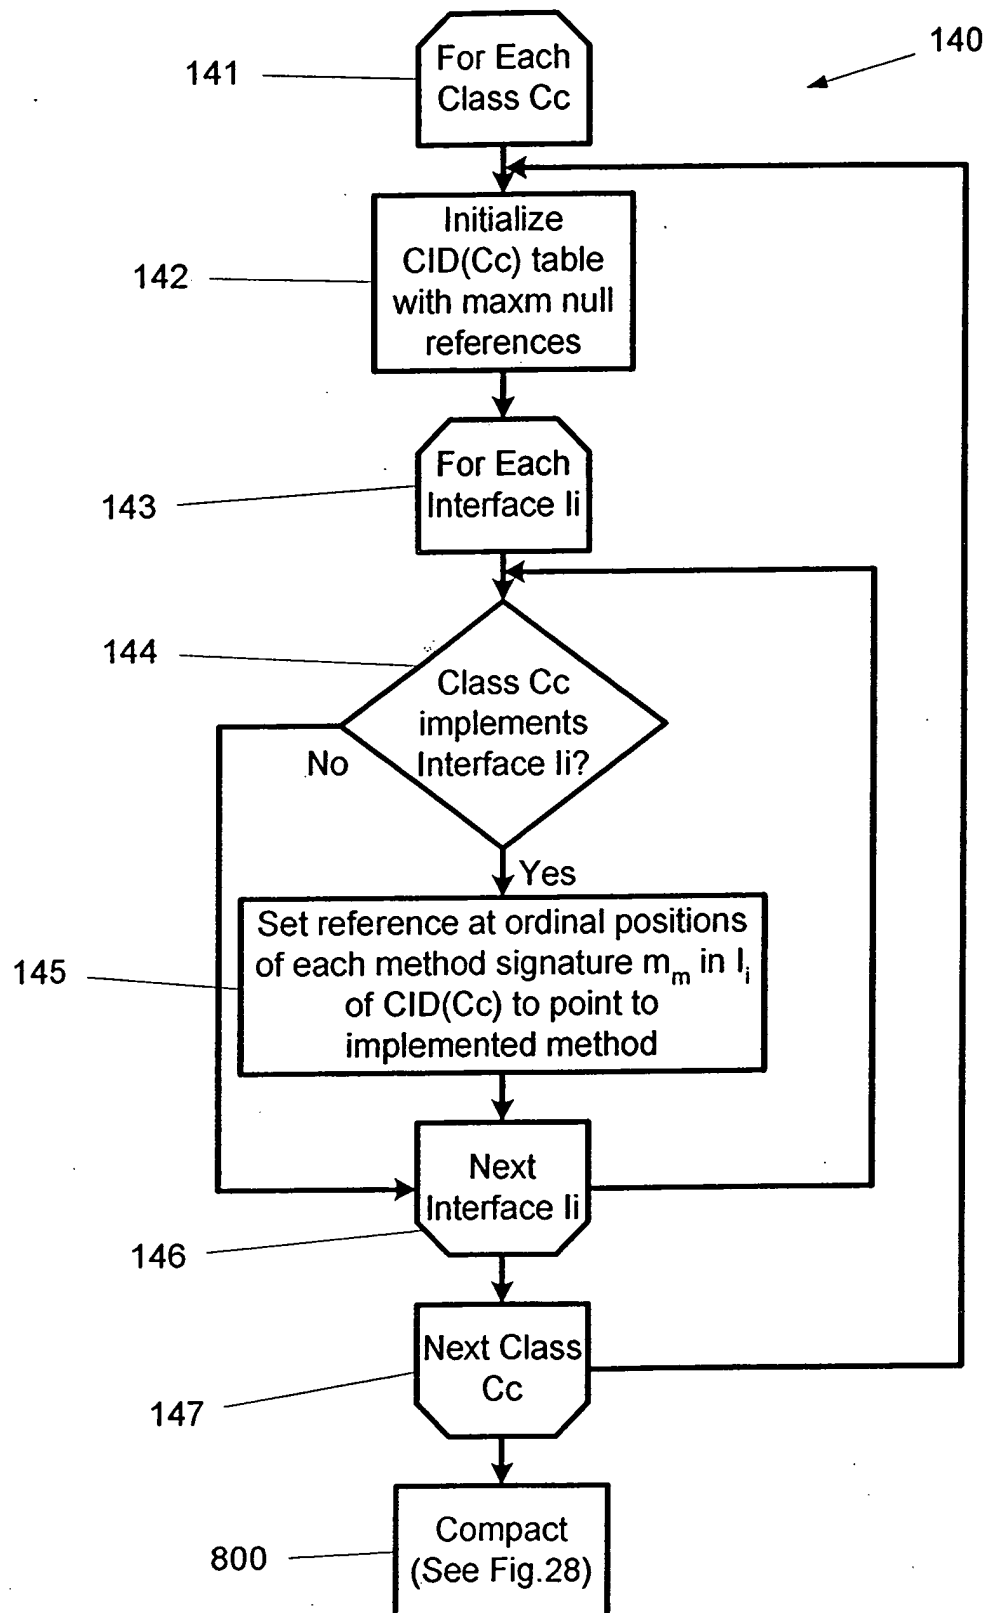 140
141
For Each
Class Cc
142
Initialize
CID(Cc) table
with maxm null
references
143
For Each
Interface Ii
144
Class Cc
implements
Interface Ii?
No
Yes
145
Set reference at ordinal positions
of each method signature mₘ in Iᵢ
of CID(Cc) to point to
implemented method
Next
Interface Ii
146
Next Class
Cc
147
Compact
(See Fig.28)
800